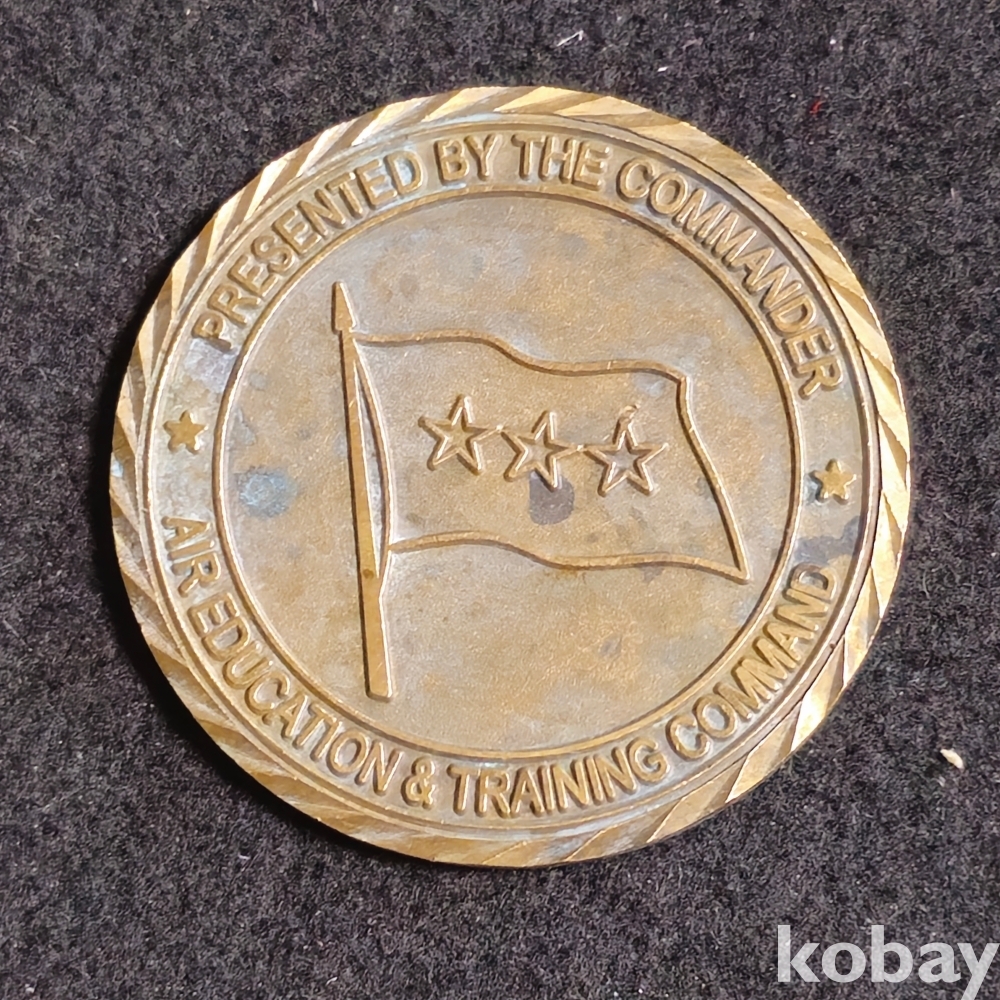 PRESENTED BY THE COMMANDER
AIR EDUCATION & TRAINING COMMAND
kobay